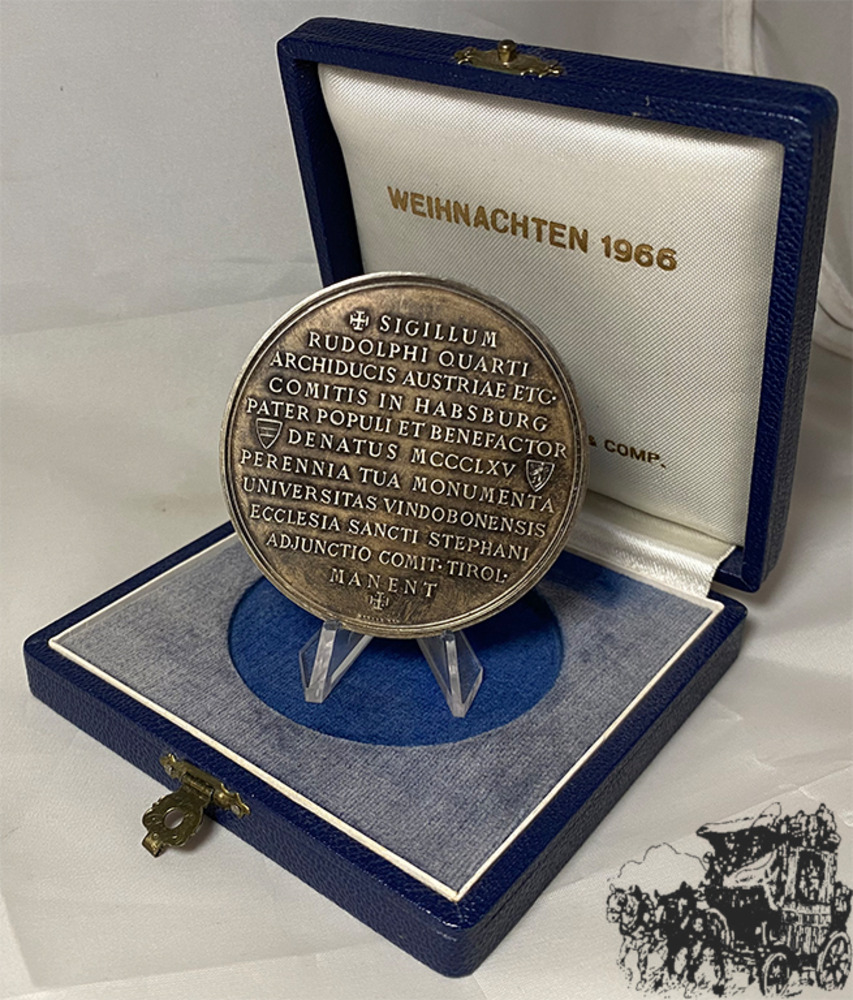 WEIHNACHTEN 1966
& COMP.
✠ SIGILLUM
RUDOLPHI QUARTI
ARCHIDUCIS AUSTRIAE ETC·
COMITIS IN HABSBURG
PATER POPULI ET BENEFACTOR
DENATUS MCCCLXV
PERENNIA TUA MONUMENTA
UNIVERSITAS VINDOBONENSIS
ECCLESIA SANCTI STEPHANI
ADJUNCTIO COMIT· TIROL·
MANENT